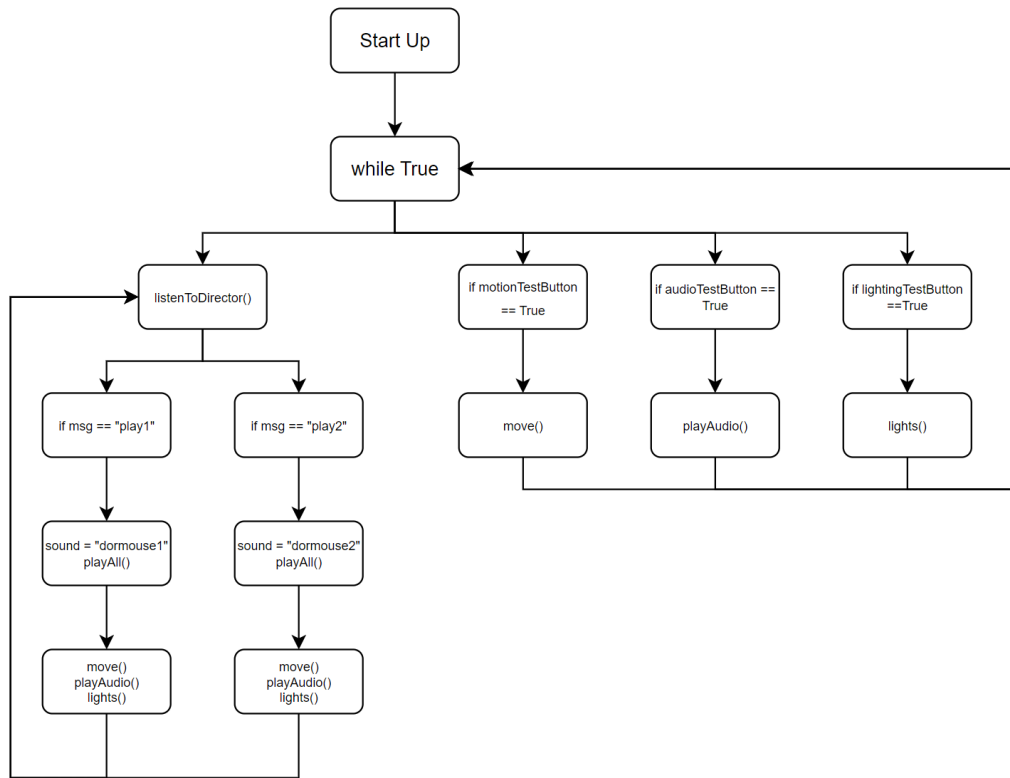 Start Up
while True
listenToDirector()
if motionTestButton
== True
if audioTestButton ==
True
if lightingTestButton
==True
if msg == "play1"
if msg == "play2"
move()
playAudio()
lights()
sound = "dormouse1"
playAll()
sound = "dormouse2"
playAll()
move()
playAudio()
lights()
move()
playAudio()
lights()